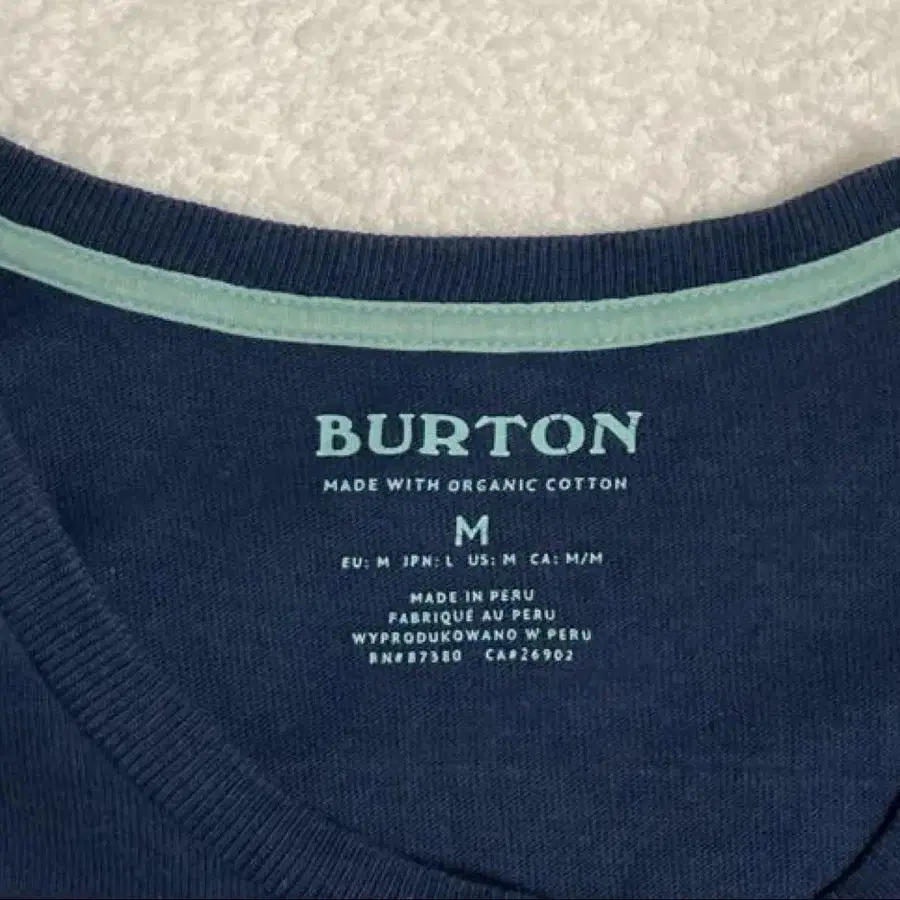 BURTON
MADE WITH ORGANIC COTTON
M
EU: M JPN: L US: M CA: M/M
MADE IN PERU
FABRIQUÉ AU PERU
WYPRODUKOWANO W PERU
RN#87380 CA#26902